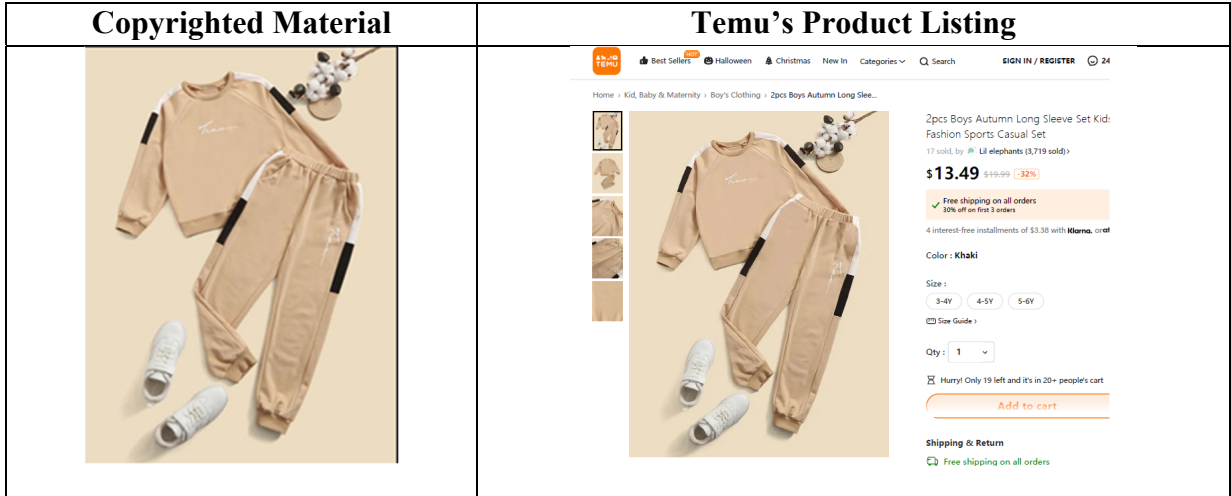 Copyrighted Material
Temu's Product Listing
TEMU
Best Sellers HOT
Halloween
Christmas
New In
Categories
Search
SIGN IN / REGISTER
24
Home › Kid, Baby & Maternity › Boy's Clothing › 2pcs Boys Autumn Long Slee...
2pcs Boys Autumn Long Sleeve Set Kids
Fashion Sports Casual Set
17 sold, by Lil elephants (3,719 sold)›
$13.49 $19.99 -32%
Free shipping on all orders
30% off on first 3 orders
4 interest-free installments of $3.38 with Klarna. or
Color : Khaki
Size :
3-4Y 4-5Y 5-6Y
Size Guide ›
Qty : 1
Hurry! Only 19 left and it's in 20+ people's cart
Add to cart
Shipping & Return
Free shipping on all orders